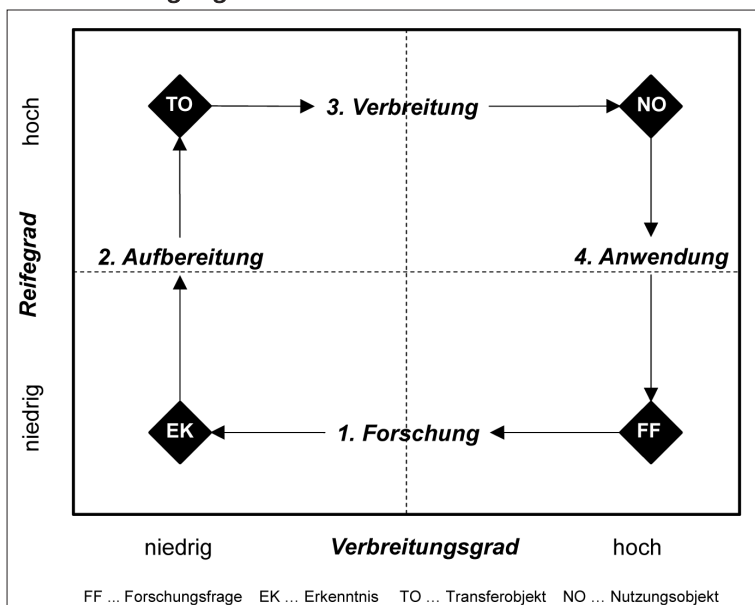 TO
3. Verbreitung
NO
hoch
Reifegrad
2. Aufbereitung
4. Anwendung
niedrig
EK
1. Forschung
FF
niedrig
Verbreitungsgrad
hoch
FF ... Forschungsfrage EK ... Erkenntnis TO ... Transferobjekt NO ... Nutzungsobjekt